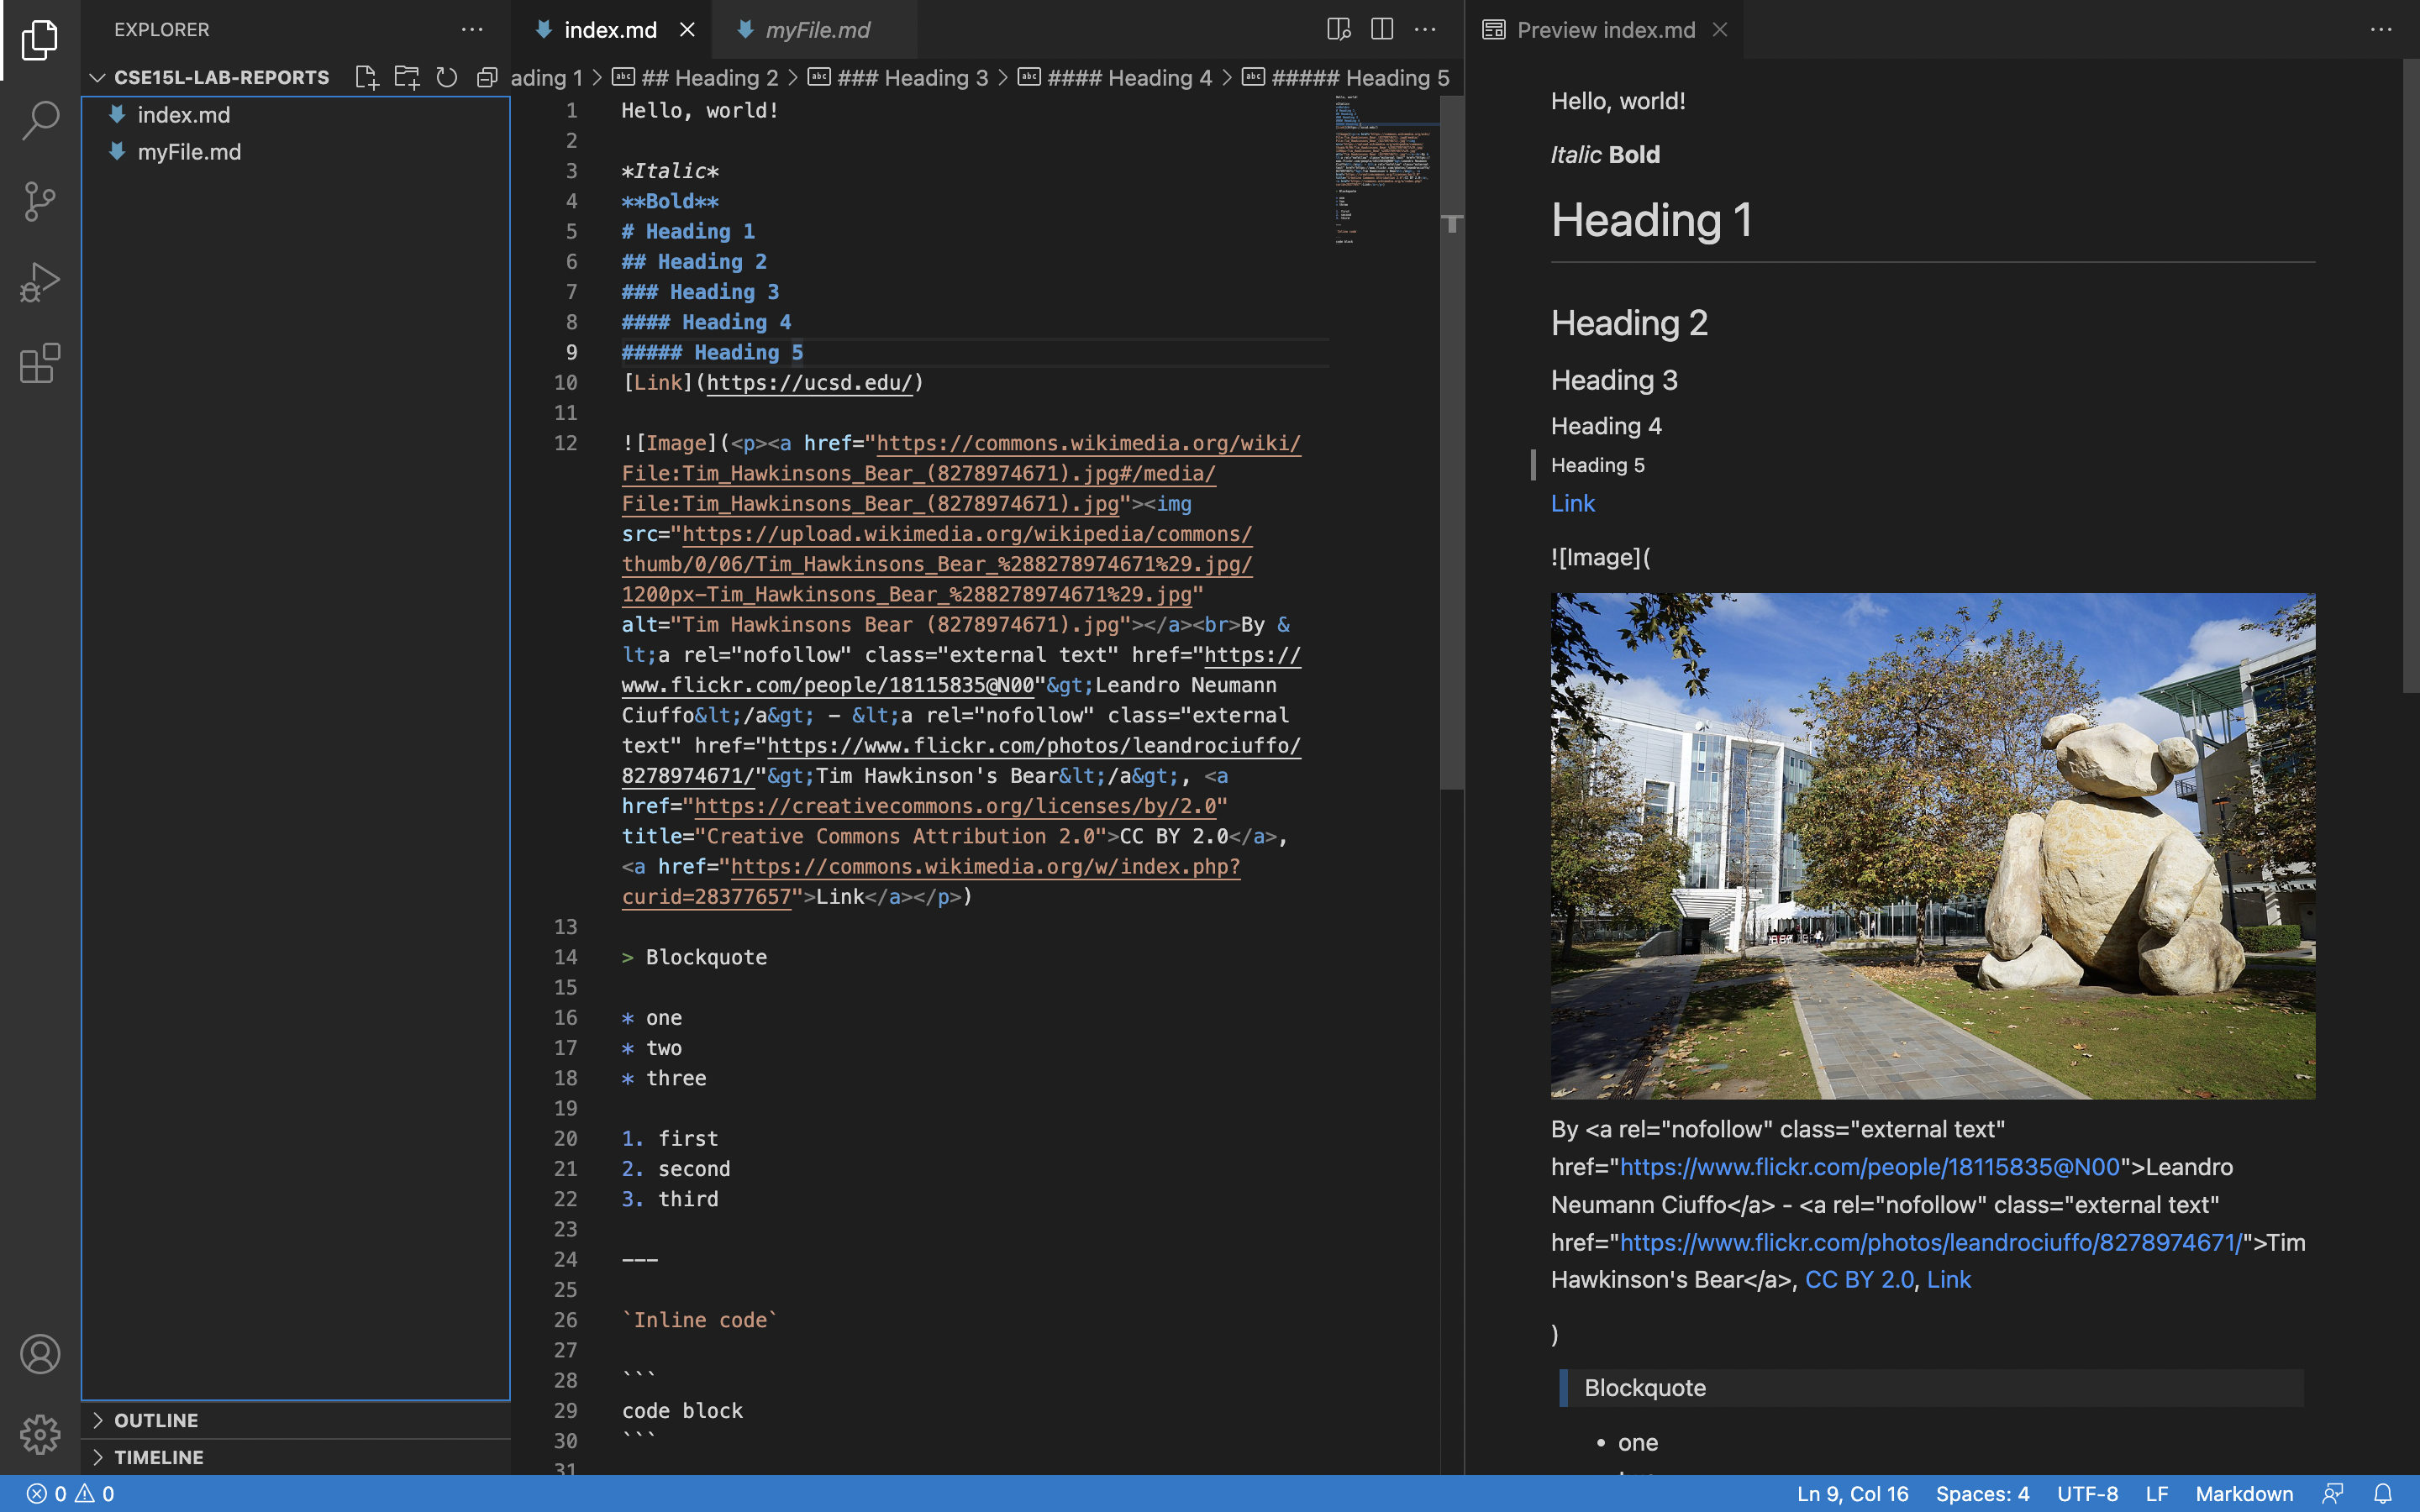 EXPLORER
CSE15L-LAB-REPORTS
index.md
myFile.md
OUTLINE
TIMELINE
index.md
myFile.md
ading 1 > ## Heading 2 > ### Heading 3 > #### Heading 4 > ##### Heading 5
1 Hello, world!
2
3 *Italic*
4 **Bold**
5 # Heading 1
6 ## Heading 2
7 ### Heading 3
8 #### Heading 4
9 ##### Heading 5
10 [Link](https://ucsd.edu/)
11
12 ![Image](<p><a href="https://commons.wikimedia.org/wiki/
File:Tim_Hawkinsons_Bear_(8278974671).jpg#/media/
File:Tim_Hawkinsons_Bear_(8278974671).jpg"><img
src="https://upload.wikimedia.org/wikipedia/commons/
thumb/0/06/Tim_Hawkinsons_Bear_%288278974671%29.jpg/
1200px-Tim_Hawkinsons_Bear_%288278974671%29.jpg"
alt="Tim Hawkinsons Bear (8278974671).jpg"></a><br>By &
lt;a rel="nofollow" class="external text" href="https://
www.flickr.com/people/18115835@N00"&gt;Leandro Neumann
Ciuffo&lt;/a&gt; - &lt;a rel="nofollow" class="external
text" href="https://www.flickr.com/photos/leandrociuffo/
8278974671/"&gt;Tim Hawkinson's Bear&lt;/a&gt;, <a
href="https://creativecommons.org/licenses/by/2.0"
title="Creative Commons Attribution 2.0">CC BY 2.0</a>,
<a href="https://commons.wikimedia.org/w/index.php?
curid=28377657">Link</a></p>)
13
14 > Blockquote
15
16 * one
17 * two
18 * three
19
20 1. first
21 2. second
22 3. third
23
24 ---
25
26 `Inline code`
27
28 ```
29 code block
30 ```
31
Preview index.md
Hello, world!
Italic Bold
Heading 1
Heading 2
Heading 3
Heading 4
Heading 5
Link
![Image](
By <a rel="nofollow" class="external text"
href="https://www.flickr.com/people/18115835@N00">Leandro
Neumann Ciuffo</a> - <a rel="nofollow" class="external text"
href="https://www.flickr.com/photos/leandrociuffo/8278974671/">Tim
Hawkinson's Bear</a>, CC BY 2.0, Link
)
Blockquote
• one
0 0
Ln 9, Col 16 Spaces: 4 UTF-8 LF Markdown